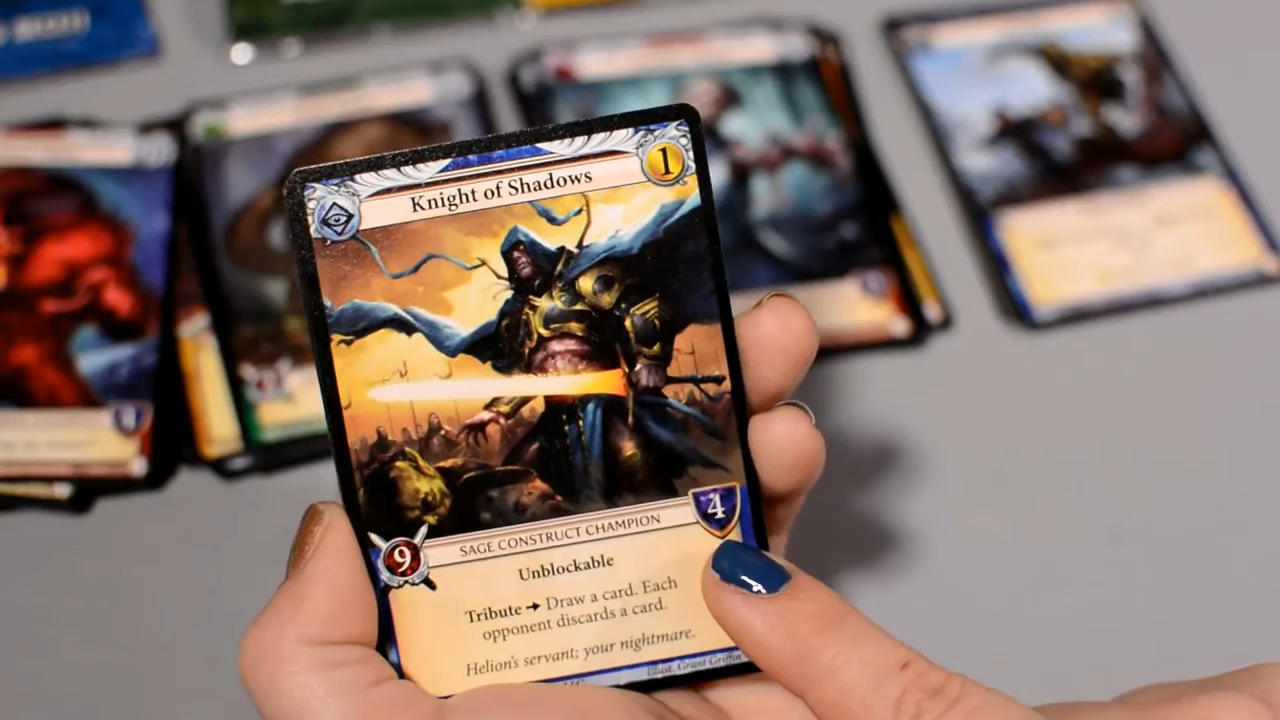 Knight of Shadows
1
4
SAGE CONSTRUCT CHAMPION
9
Unblockable
Tribute → Draw a card. Each
opponent discards a card.
Helion's servant; your nightmare.
Illust. Grant Griffin